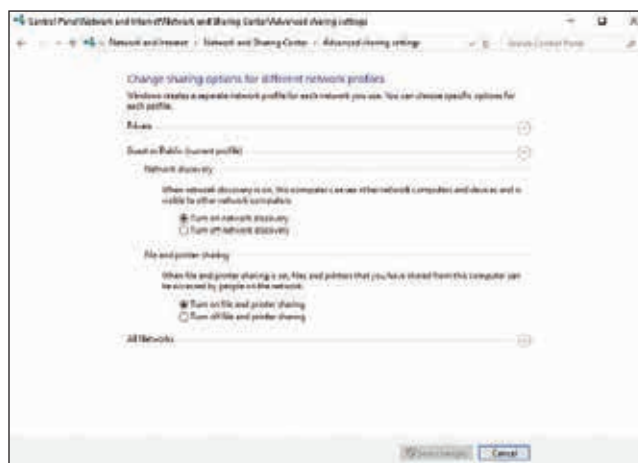 Control Panel\Network and Internet\Network and Sharing Center\Advanced sharing settings
Network and Internet Network and Sharing Center Advanced sharing settings
Change sharing options for different network profiles
Windows creates a separate network profile for each network you use. You can choose specific options for
each profile.
Private
Guest or Public (current profile)
Network discovery
When network discovery is on, this computer can see other network computers and devices and is
visible to other network computers.
Turn on network discovery
Turn off network discovery
File and printer sharing
When file and printer sharing is on, files and printers that you have shared from this computer can
be accessed by people on the network.
Turn on file and printer sharing
Turn off file and printer sharing
All Networks
Save changes Cancel